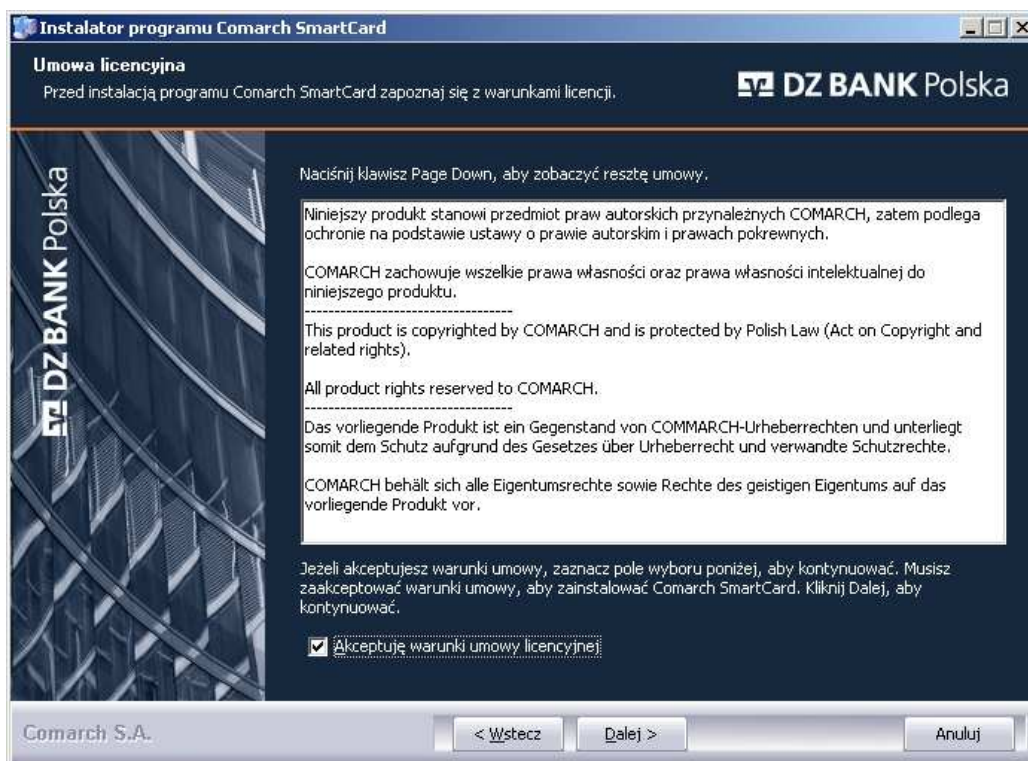 Instalator programu Comarch SmartCard
Umowa licencyjna
Przed instalacją programu Comarch SmartCard zapoznaj się z warunkami licencji.
DZ BANK Polska
DZ BANK Polska
Naciśnij klawisz Page Down, aby zobaczyć resztę umowy.
Niniejszy produkt stanowi przedmiot praw autorskich przynależnych COMARCH, zatem podlega
ochronie na podstawie ustawy o prawie autorskim i prawach pokrewnych.
COMARCH zachowuje wszelkie prawa własności oraz prawa własności intelektualnej do
niniejszego produktu.
----------------------------------
This product is copyrighted by COMARCH and is protected by Polish Law (Act on Copyright and
related rights).
All product rights reserved to COMARCH.
----------------------------------
Das vorliegende Produkt ist ein Gegenstand von COMMARCH-Urheberrechten und unterliegt
somit dem Schutz aufgrund des Gesetzes über Urheberrecht und verwandte Schutzrechte.
COMARCH behält sich alle Eigentumsrechte sowie Rechte des geistigen Eigentums auf das
vorliegende Produkt vor.
Jeżeli akceptujesz warunki umowy, zaznacz pole wyboru poniżej, aby kontynuować. Musisz
zaakceptować warunki umowy, aby zainstalować Comarch SmartCard. Kliknij Dalej, aby
kontynuować.
Akceptuję warunki umowy licencyjnej
Comarch S.A.
< Wstecz
Dalej >
Anuluj